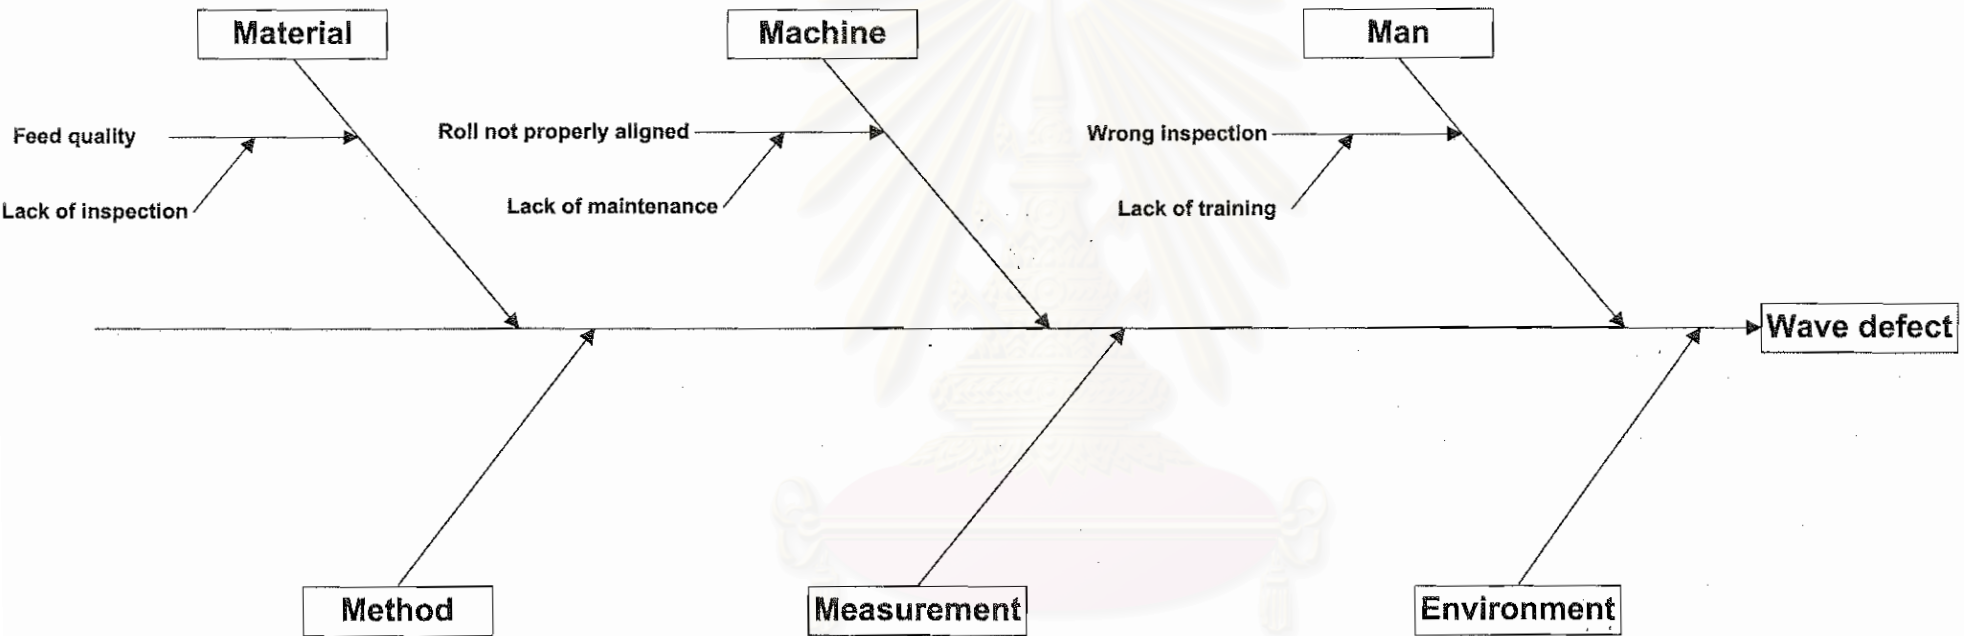 Material
Machine
Man
Feed quality
Roll not properly aligned
Wrong inspection
Lack of inspection
Lack of maintenance
Lack of training
Wave defect
Method
Measurement
Environment